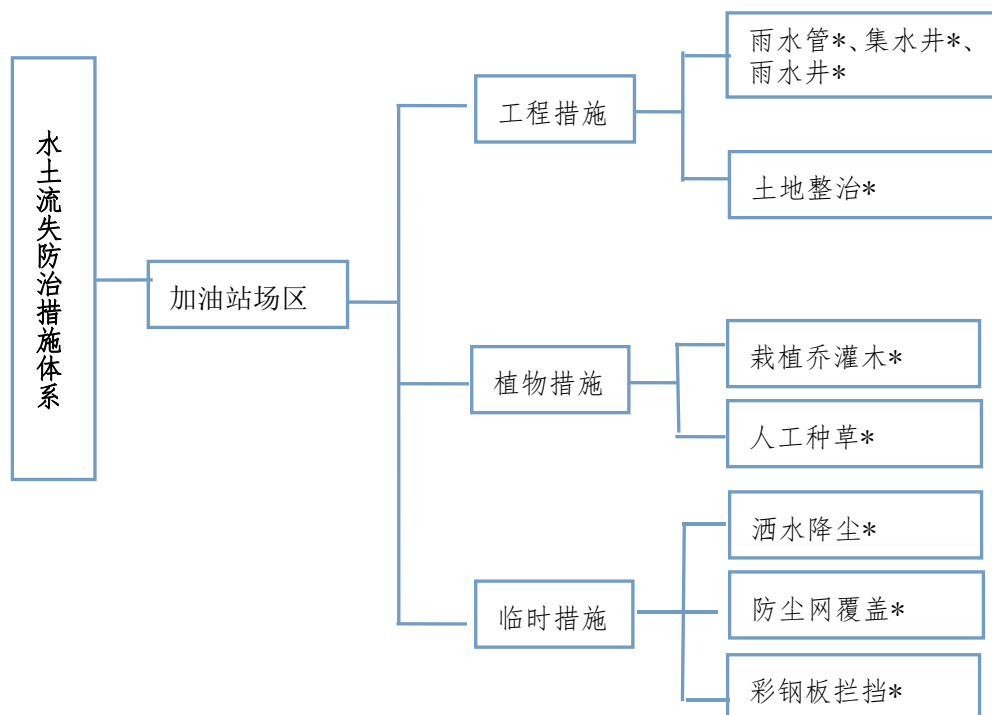 水土流失防治措施体系
加油站场区
工程措施
雨水管*、集水井*、
雨水井*
土地整治*
植物措施
栽植乔灌木*
人工种草*
临时措施
洒水降尘*
防尘网覆盖*
彩钢板拦挡*